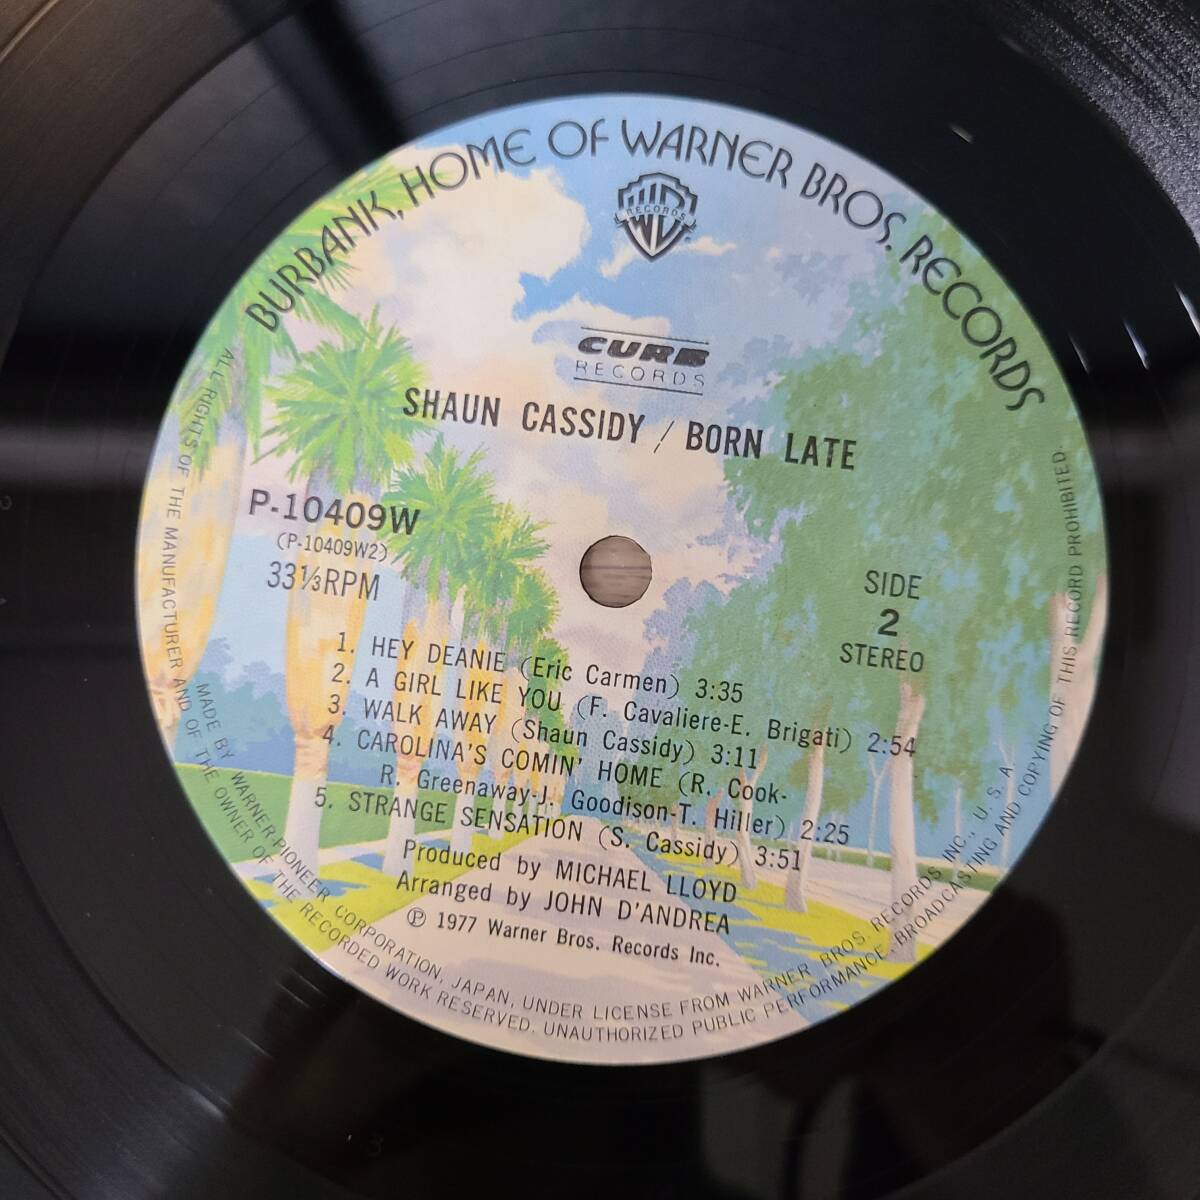 BURBANK, HOME OF WARNER BROS. RECORDS
WB
RECORDS
CURB
RECORDS
SHAUN CASSIDY / BORN LATE
P-10409W
(P-10409W2)
33⅓RPM
SIDE
2
STEREO
1. HEY DEANIE (Eric Carmen) 3:35
2. A GIRL LIKE YOU (F. Cavaliere-E. Brigati) 2:54
3. WALK AWAY (Shaun Cassidy) 3:11
4. CAROLINA'S COMIN' HOME (R. Cook-
R. Greenaway-J. Goodison-T. Hiller) 2:25
5. STRANGE SENSATION (S. Cassidy) 3:51
Produced by MICHAEL LLOYD
Arranged by JOHN D'ANDREA
℗ 1977 Warner Bros. Records Inc.
MADE BY WARNER-PIONEER CORPORATION, JAPAN, UNDER LICENSE FROM WARNER BROS. RECORDS INC., U.S.A.
ALL RIGHTS OF THE MANUFACTURER AND OF THE OWNER OF THE RECORDED WORK RESERVED. UNAUTHORIZED PUBLIC PERFORMANCE, BROADCASTING AND COPYING OF THIS RECORD PROHIBITED.